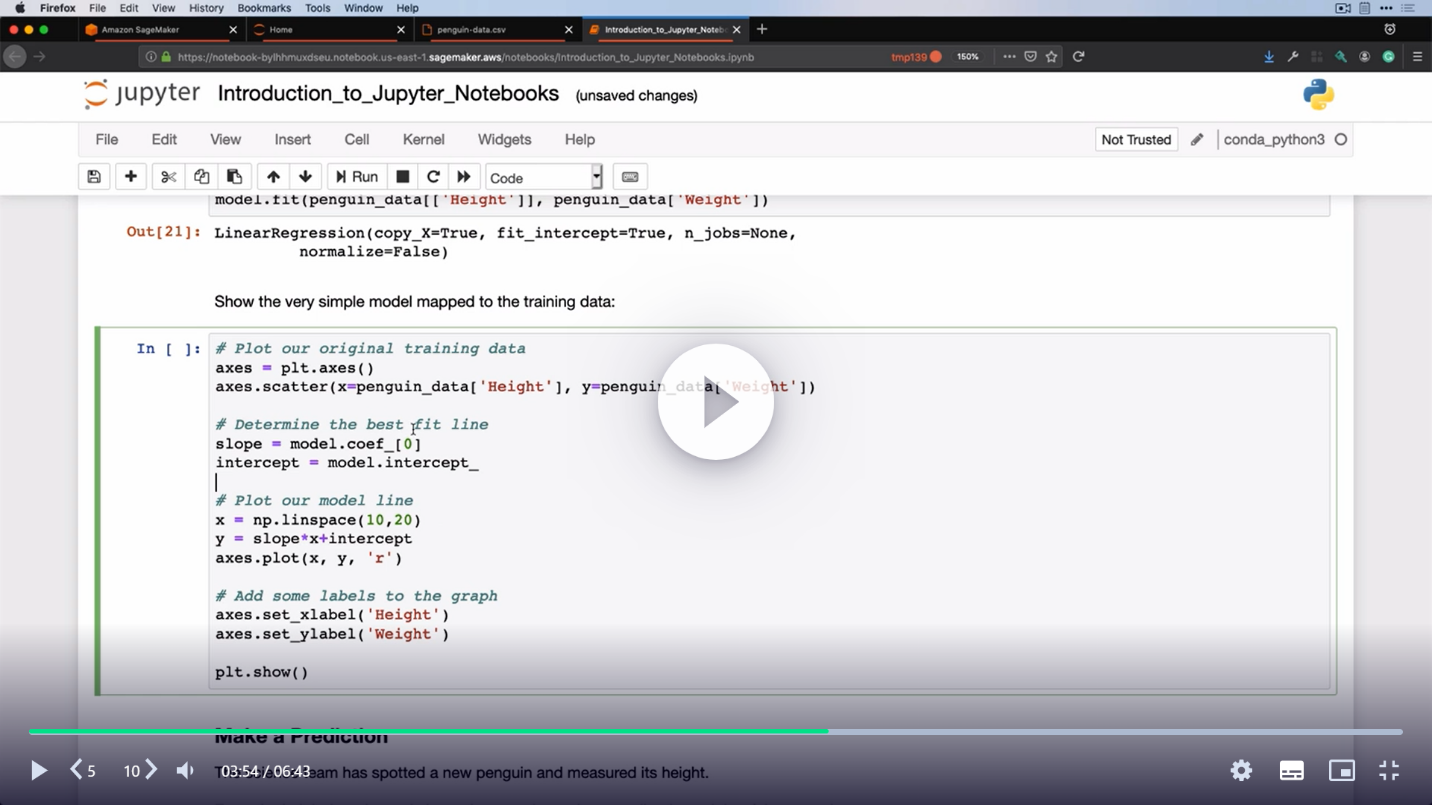 Firefox File Edit View History Bookmarks Tools Window Help
Amazon SageMaker Home penguin-data.csv Introduction_to_Jupyter_Noteb
https://notebook-bylhhmuxdseu.notebook.us-east-1.sagemaker.aws/notebooks/Introduction_to_Jupyter_Notebooks.ipynb tmp139 150%
jupyter Introduction_to_Jupyter_Notebooks (unsaved changes)
File Edit View Insert Cell Kernel Widgets Help Not Trusted conda_python3
Run Code
model.fit(penguin_data[['Height']], penguin_data['Weight'])
Out[21]: LinearRegression(copy_X=True, fit_intercept=True, n_jobs=None,
normalize=False)
Show the very simple model mapped to the training data:
In [ ]: # Plot our original training data
axes = plt.axes()
axes.scatter(x=penguin_data['Height'], y=penguin_data['Weight'])
# Determine the best fit line
slope = model.coef_[0]
intercept = model.intercept_
# Plot our model line
x = np.linspace(10,20)
y = slope*x+intercept
axes.plot(x, y, 'r')
# Add some labels to the graph
axes.set_xlabel('Height')
axes.set_ylabel('Weight')
plt.show()
Make a Prediction
5 10 03:54 / 06:43
team has spotted a new penguin and measured its height.